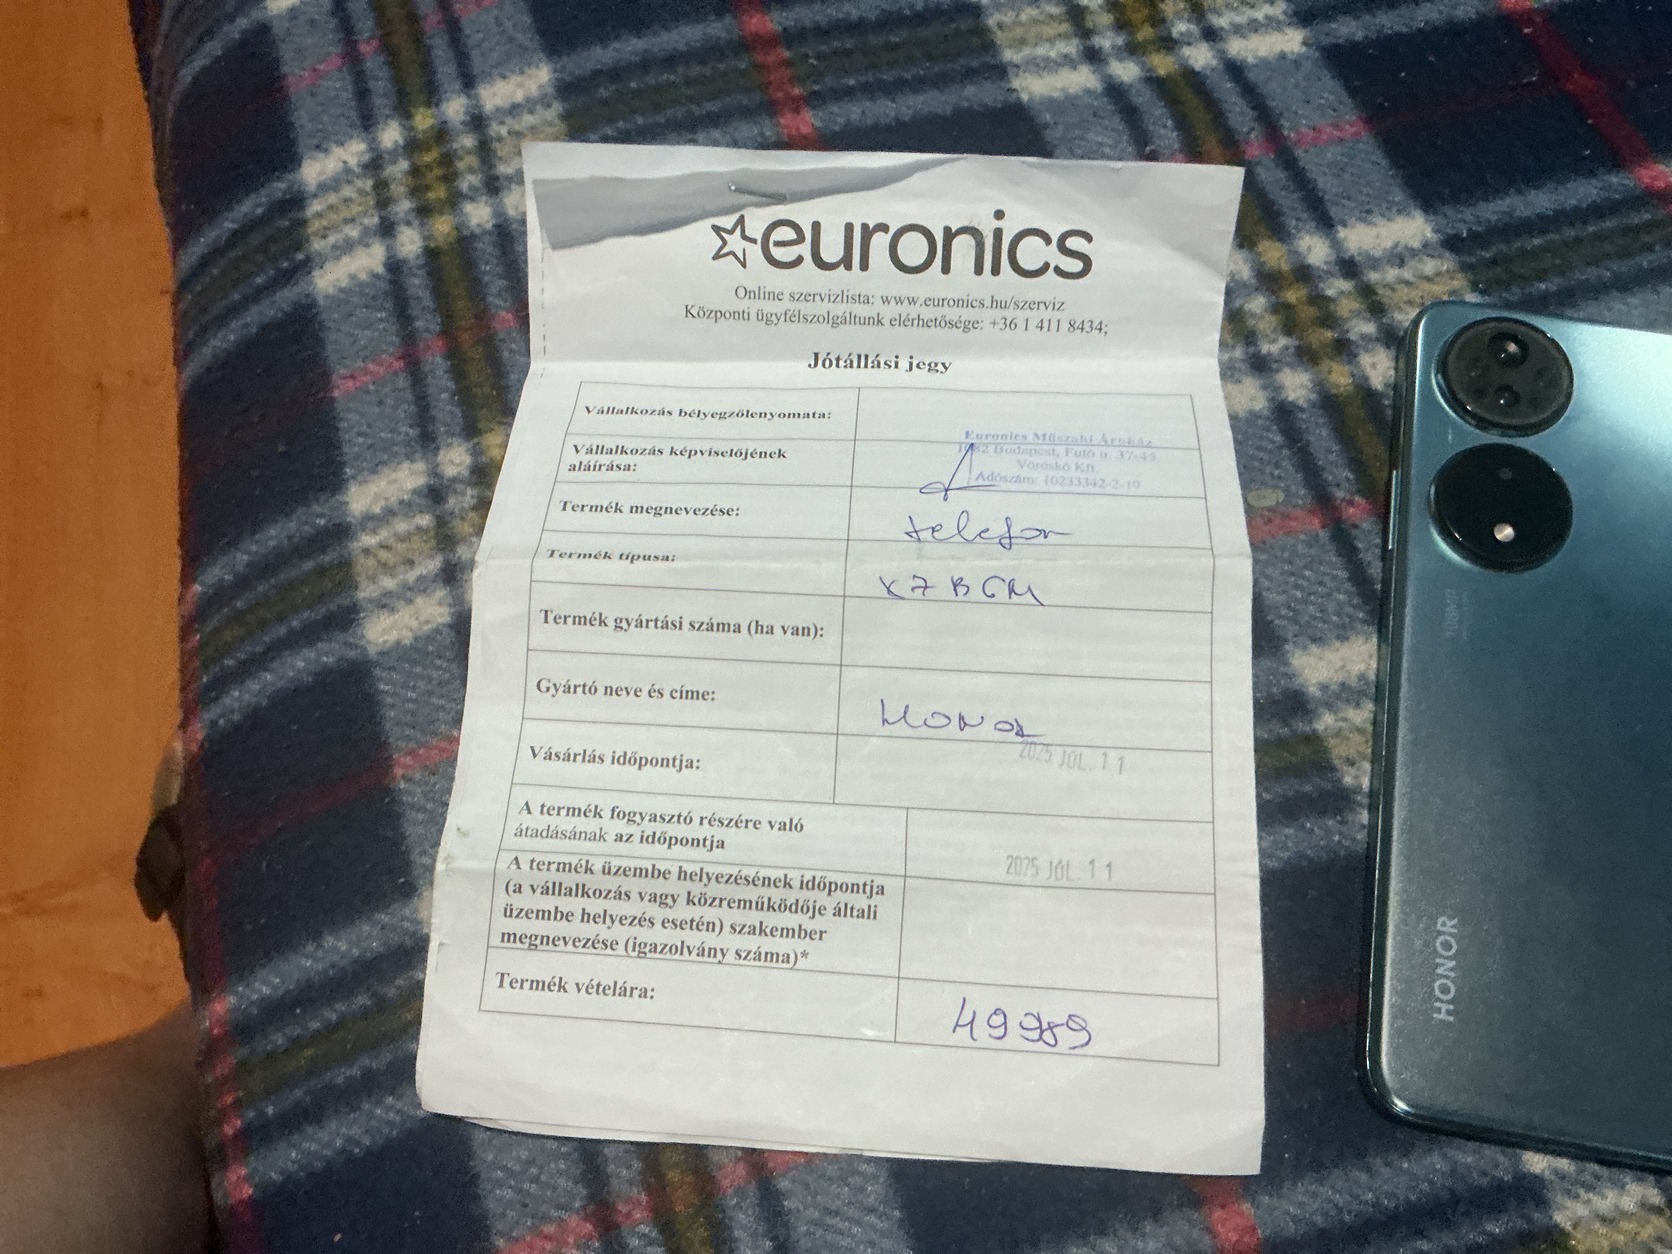 euronics
Online szervizlista: www.euronics.hu/szerviz
Központi ügyfélszolgáltunk elérhetősége: +36 1 411 8434;
Jótállási jegy
Vállalkozás bélyegzőlenyomata:
Euronics Műszaki Áruház
1082 Budapest, Futó u. 37-45.
Voroskő Kft.
Adószám: 10233342-2-19
Vállalkozás képviselőjének
aláírása:
Termék megnevezése:
telefon
Termék típusa:
X7B
Termék gyártási száma (ha van):
Gyártó neve és címe:
HONOR
Vásárlás időpontja:
2025 JÚL. 11
A termék fogyasztó részére való
átadásának az időpontja
2025 JÚL. 11
A termék üzembe helyezésének időpontja
(a vállalkozás vagy közreműködője általi
üzembe helyezés esetén) szakember
megnevezése (igazolvány száma)*
Termék vételára:
49989
HONOR